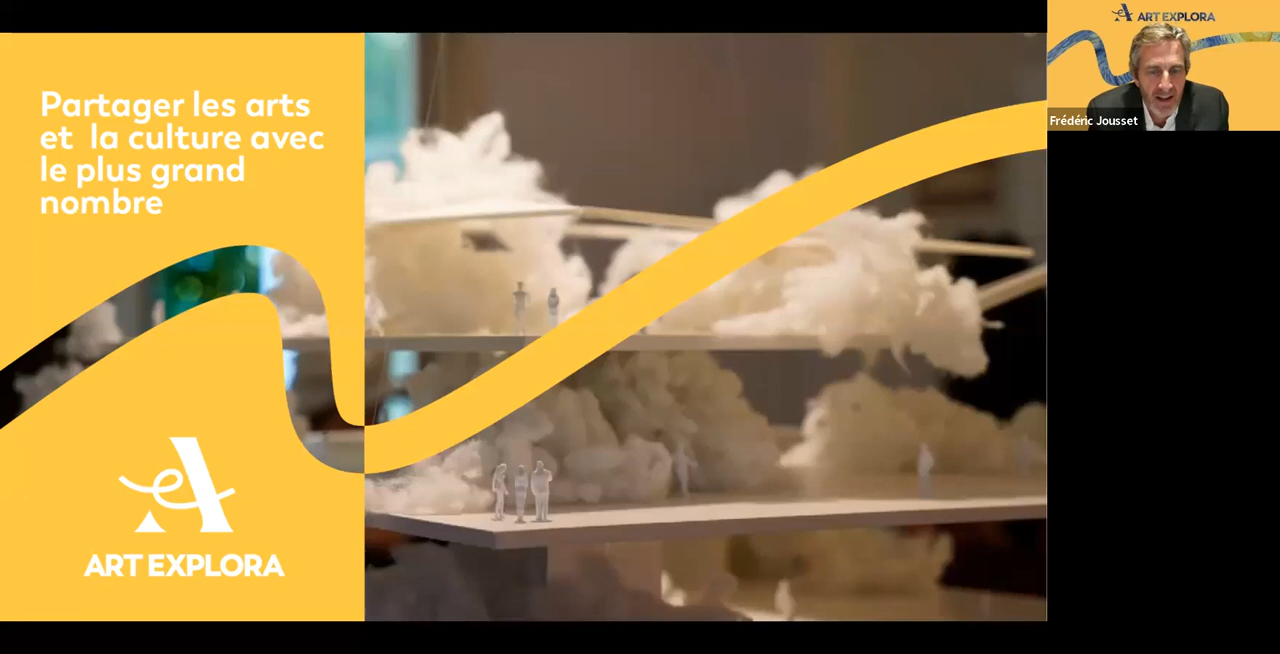 Partager les arts
et la culture avec
le plus grand
nombre
ART EXPLORA
ART EXPLORA
Frédéric Jousset